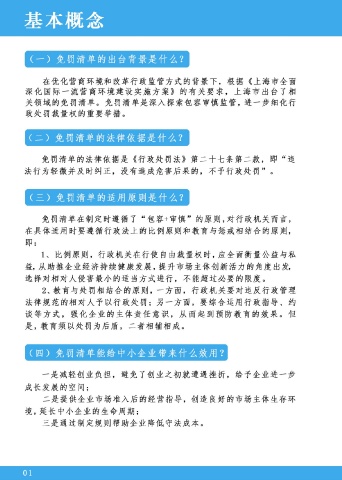 基本概念
（一）免罚清单的出台背景是什么？
在优化营商环境和改革行政监管方式的背景下，根据《上海市全面
深化国际一流营商环境建设实施方案》的有关要求，上海市出台了相
关领域的免罚清单。免罚清单是深入探索包容审慎监管，进一步细化行
政处罚裁量权的重要举措。
（二）免罚清单的法律依据是什么？
免罚清单的法律依据是《行政处罚法》第二十七条第二款，即“违
法行为轻微并及时纠正，没有造成危害后果的，不予行政处罚”。
（三）免罚清单的适用原则是什么？
免罚清单在制定时遵循了“包容+审慎”的原则，对行政机关而言，
在具体适用时要遵循行政法上的比例原则和教育与惩戒相结合的原则，
即：
1、比例原则，行政机关在行使自由裁量权时，应全面衡量公益与私
益，从助推企业经济持续健康发展，提升市场主体创新活力的角度出发，
选择对相对人侵害最小的适当方式进行，不能超过必要的限度。
2、教育与处罚相结合的原则。一方面，行政机关要对违反行政管理
法律规范的相对人予以行政处罚；另一方面，要综合运用行政指导、约
谈等方式，强化企业的主体责任意识，从而起到预防教育的效果。但
是，教育须以处罚为后盾，二者相辅相成。
（四）免罚清单能给中小企业带来什么效用？
一是减轻创业负担，避免了创业之初就遭遇挫折，给予企业进一步
成长发展的空间；
二是提供企业市场准入后的经营指导，创造良好的市场主体生存环
境，延长中小企业的生命周期；
三是通过制定规则帮助企业降低守法成本。
01